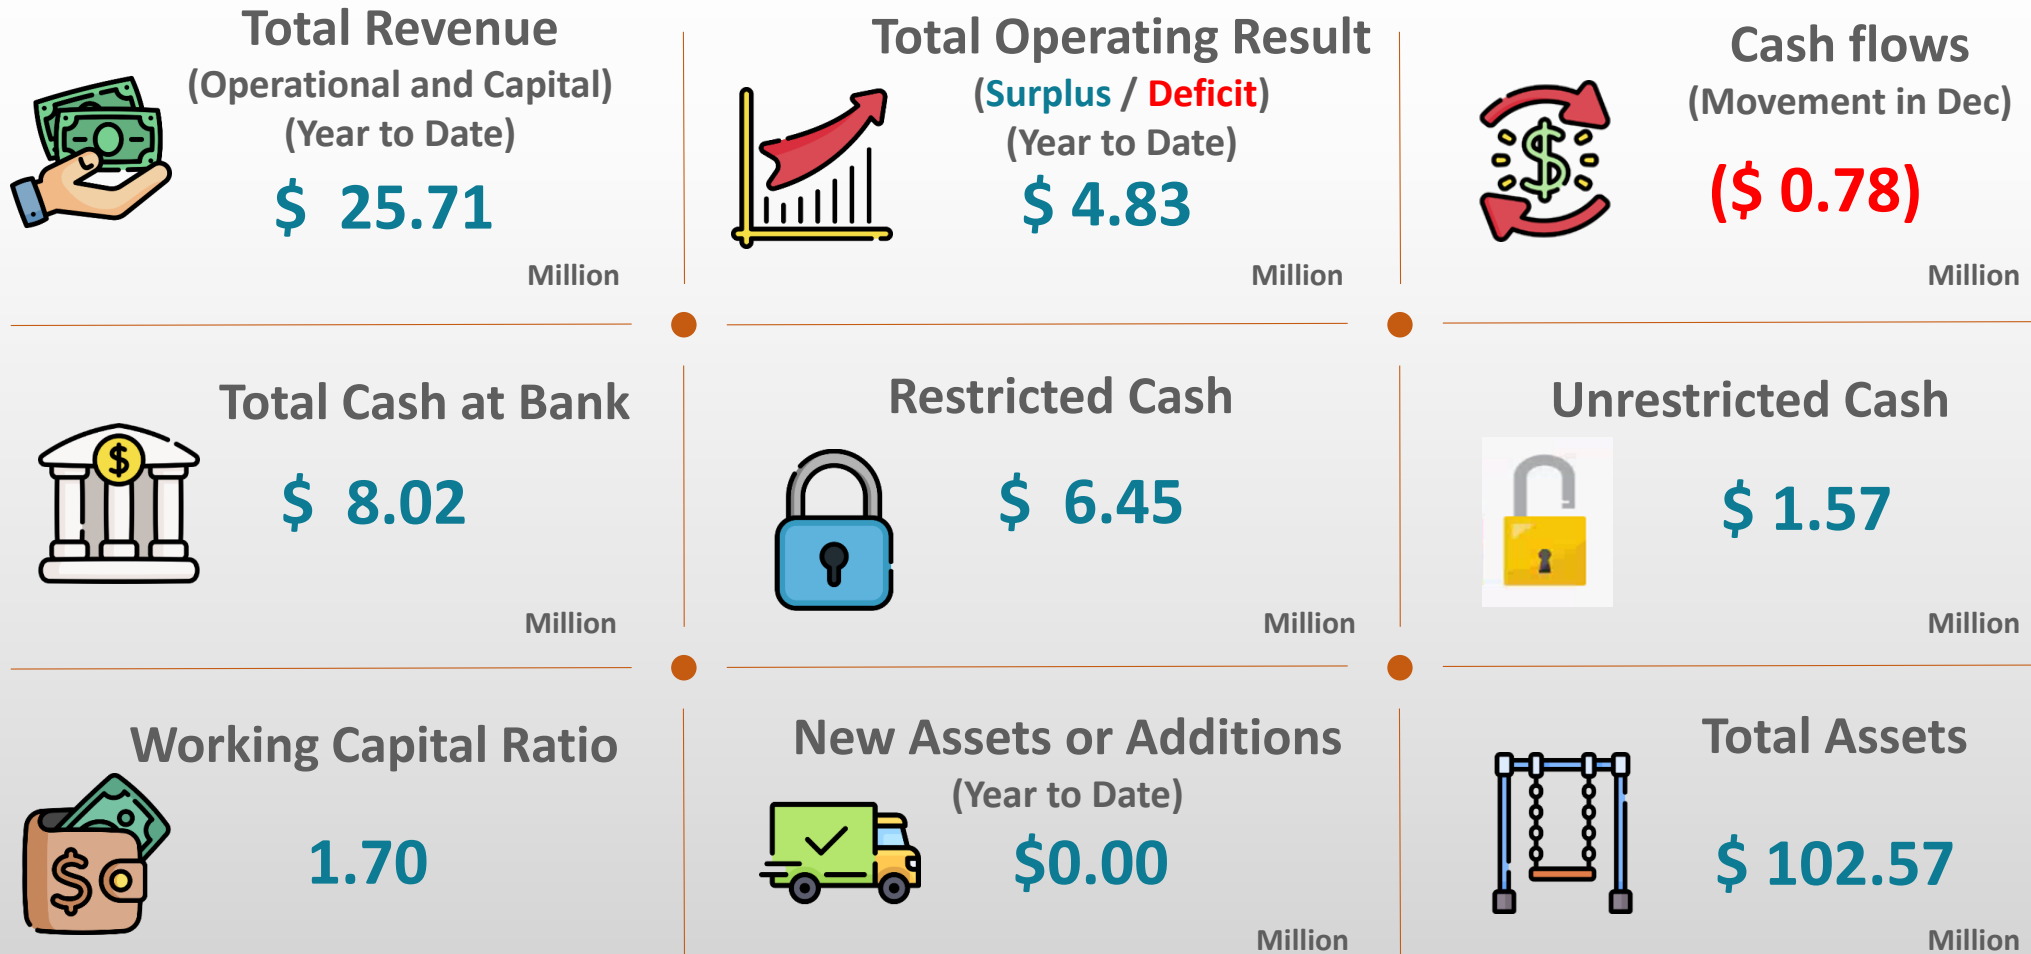 Total Revenue
(Operational and Capital)
(Year to Date)
$ 25.71
Million
Total Operating Result
(Surplus / Deficit)
(Year to Date)
$ 4.83
Million
Cash flows
(Movement in Dec)
($ 0.78)
Million
Total Cash at Bank
$
$ 8.02
Million
Restricted Cash
$ 6.45
Million
Unrestricted Cash
$ 1.57
Million
Working Capital Ratio
$
1.70
New Assets or Additions
(Year to Date)
$0.00
Million
Total Assets
$ 102.57
Million